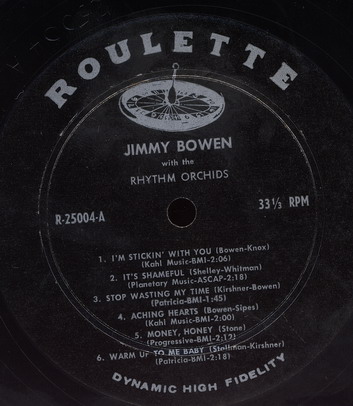 ROULETTE
JIMMY BOWEN
with the
RHYTHM ORCHIDS
R-25004-A
33⅓ RPM
1. I'M STICKIN' WITH YOU (Bowen-Knox)
(Kahl Music-BMI-2:06)
2. IT'S SHAMEFUL (Shelley-Whitman)
(Planetary Music-ASCAP-2:18)
3. STOP WASTING MY TIME (Kirshner-Bowen)
(Patricia-BMI-1:45)
4. ACHING HEARTS (Bowen-Sipes)
(Kahl Music-BMI-2:00)
5. MONEY, HONEY (Stone)
(Progressive-BMI-2:12)
6. WARM UP TO ME BABY (Stallman-Kirshner)
(Patricia-BMI-2:18)
DYNAMIC HIGH FIDELITY